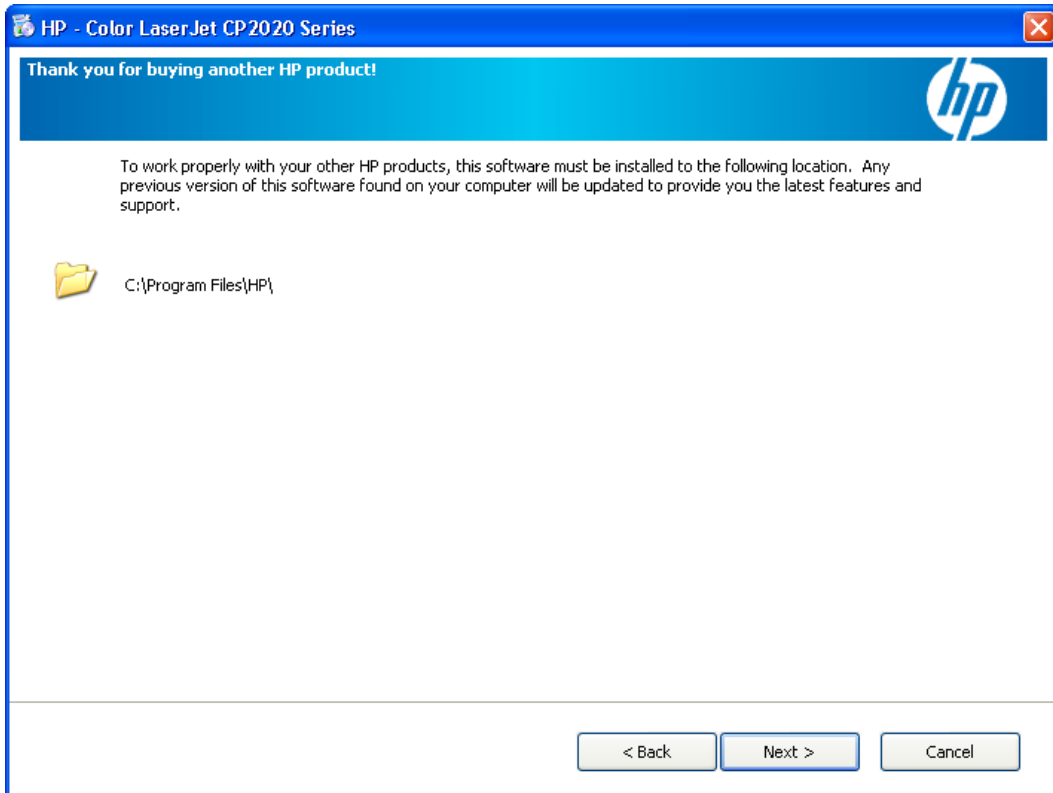 HP - Color LaserJet CP2020 Series
Thank you for buying another HP product!
hp
To work properly with your other HP products, this software must be installed to the following location.  Any
previous version of this software found on your computer will be updated to provide you the latest features and
support.
C:\Program Files\HP\
< Back
Next >
Cancel